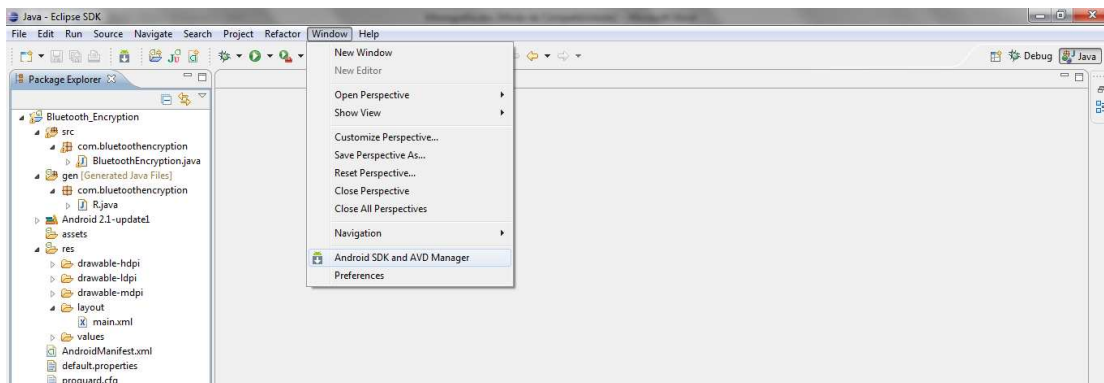 Java - Eclipse SDK
File Edit Run Source Navigate Search Project Refactor Window Help
Debug Java
Package Explorer
Bluetooth_Encryption
src
com.bluetoothencryption
BluetoothEncryption.java
gen [Generated Java Files]
com.bluetoothencryption
R.java
Android 2.1-update1
assets
res
drawable-hdpi
drawable-ldpi
drawable-mdpi
layout
main.xml
values
AndroidManifest.xml
default.properties
proguard.cfg
New Window
New Editor
Open Perspective
Show View
Customize Perspective...
Save Perspective As...
Reset Perspective...
Close Perspective
Close All Perspectives
Navigation
Android SDK and AVD Manager
Preferences